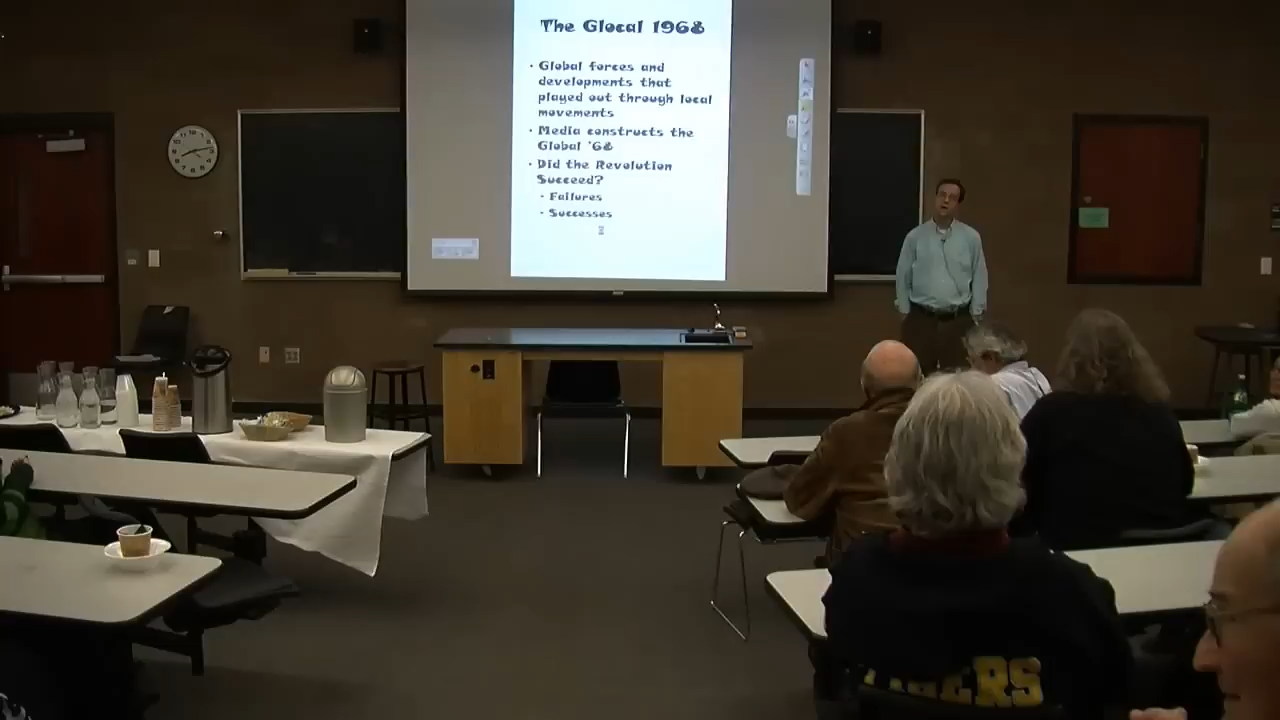 The Glocal 1968
· Global forces and
developments that
played out through local
movements
· Media constructs the
Global '68
· Did the Revolution
Succeed?
- Failures
- Successes